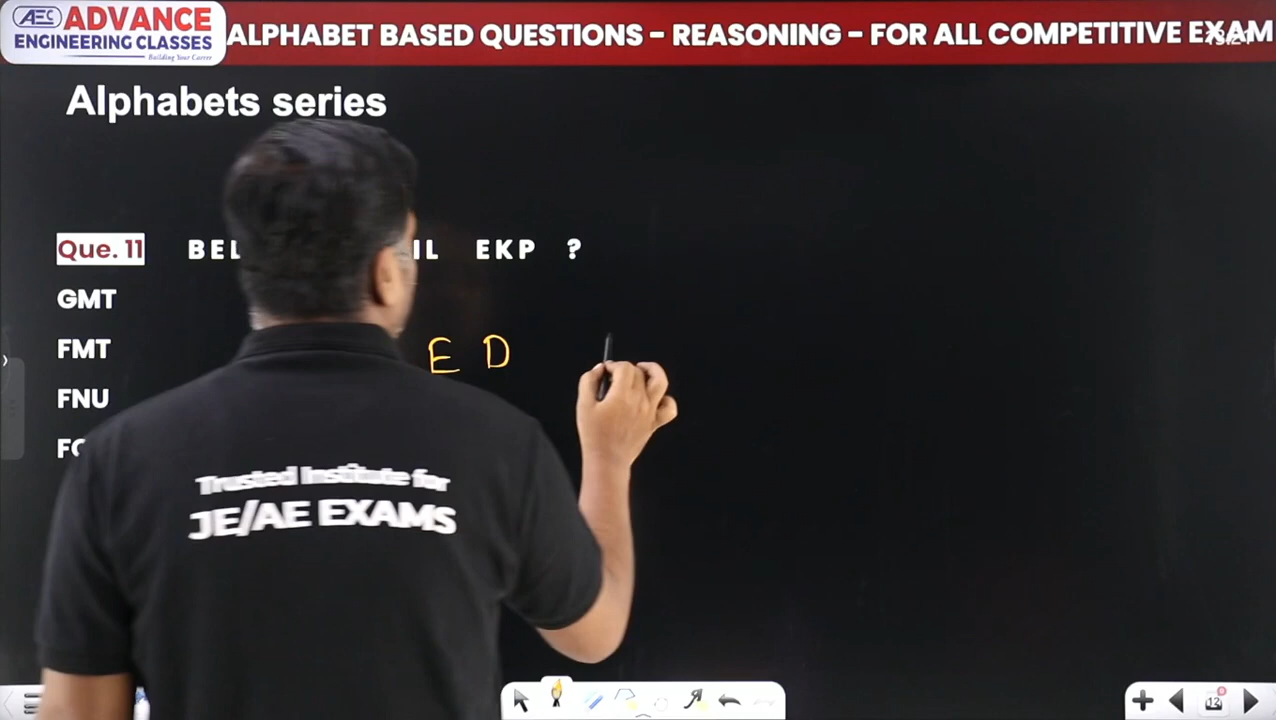 AEC ADVANCE
ENGINEERING CLASSES
Building Your Career
ALPHABET BASED QUESTIONS - REASONING - FOR ALL COMPETITIVE EXAM
Alphabets series
Que. 11 BEL IL EKP ?
GMT
FMT
E D
FNU
Trusted Institute for
JE/AE EXAMS
12